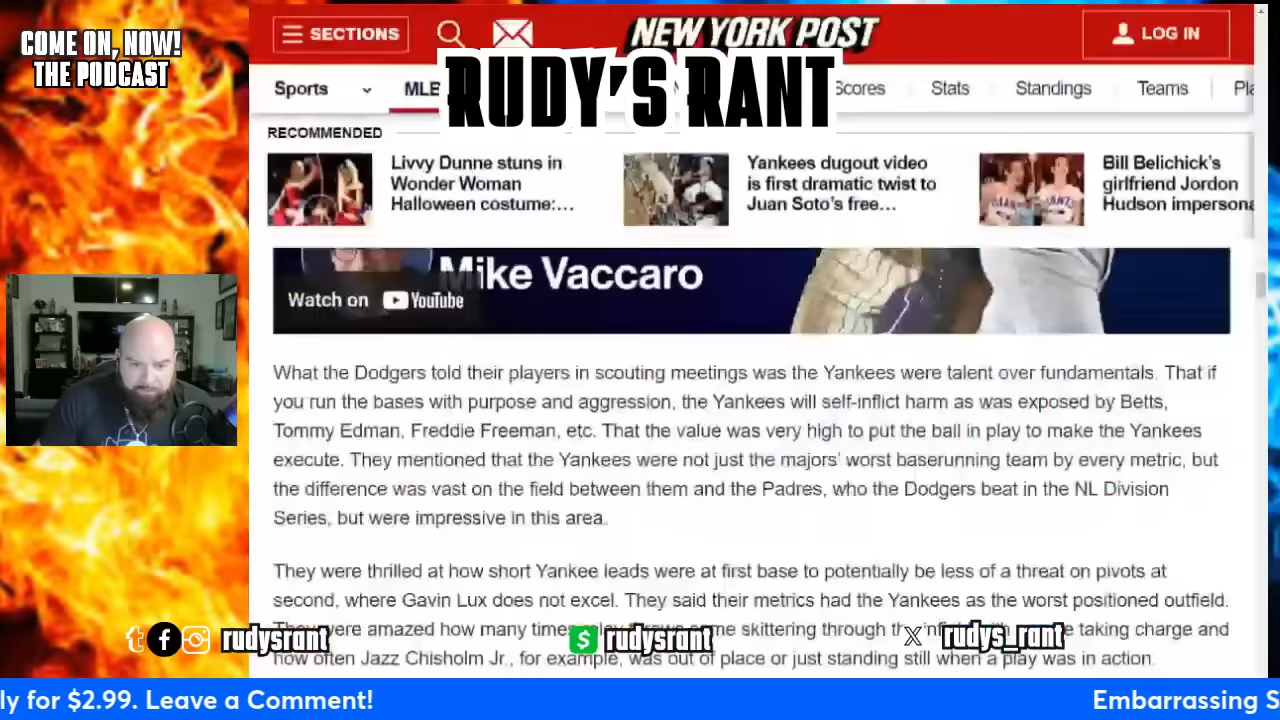 COME ON, NOW!
THE PODCAST
SECTIONS
NEW YORK POST
LOG IN
RUDY'S RANT
Sports
MLB
Scores
Stats
Standings
Teams
RECOMMENDED
Livvy Dunne stuns in
Wonder Woman
Halloween costume:...
Yankees dugout video
is first dramatic twist to
Juan Soto's free...
Bill Belichick's
girlfriend Jordon
Hudson impersona
Mike Vaccaro
Watch on YouTube
What the Dodgers told their players in scouting meetings was the Yankees were talent over fundamentals. That if
you run the bases with purpose and aggression, the Yankees will self-inflict harm as was exposed by Betts,
Tommy Edman, Freddie Freeman, etc. That the value was very high to put the ball in play to make the Yankees
execute. They mentioned that the Yankees were not just the majors' worst baserunning team by every metric, but
the difference was vast on the field between them and the Padres, who the Dodgers beat in the NL Division
Series, but were impressive in this area.
They were thrilled at how short Yankee leads were at first base to potentially be less of a threat on pivots at
second, where Gavin Lux does not excel. They said their metrics had the Yankees as the worst positioned outfield.
were amazed how many times skittering through taking charge and
how often Jazz Chisholm Jr., for example, was out of place or just standing still when a play was in action.
rudysrant
rudysrant
rudys_rant
ly for $2.99. Leave a Comment!
Embarrassing S